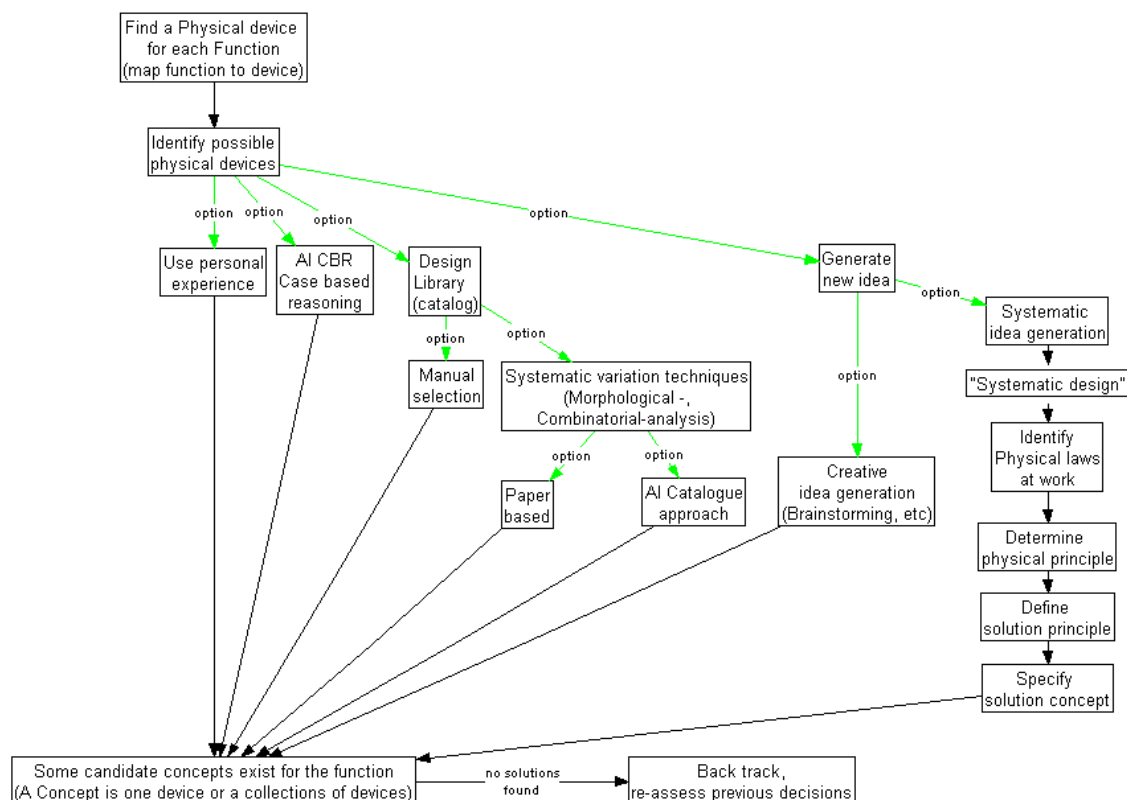 Find a Physical device
for each Function
(map function to device)
Identify possible
physical devices
option
option
option
option
Use personal
experience
AI CBR
Case based
reasoning
Design
Library
(catalog)
Generate
new idea
option
Systematic
idea generation
option
option
Manual
selection
Systematic variation techniques
(Morphological -,
Combinatorial-analysis)
option
"Systematic design"
Identify
Physical laws
at work
option
option
Paper
based
AI Catalogue
approach
Creative
idea generation
(Brainstorming, etc)
Determine
physical principle
Define
solution principle
Specify
solution concept
Some candidate concepts exist for the function
(A Concept is one device or a collections of devices)
no solutions
found
Back track,
re-assess previous decisions